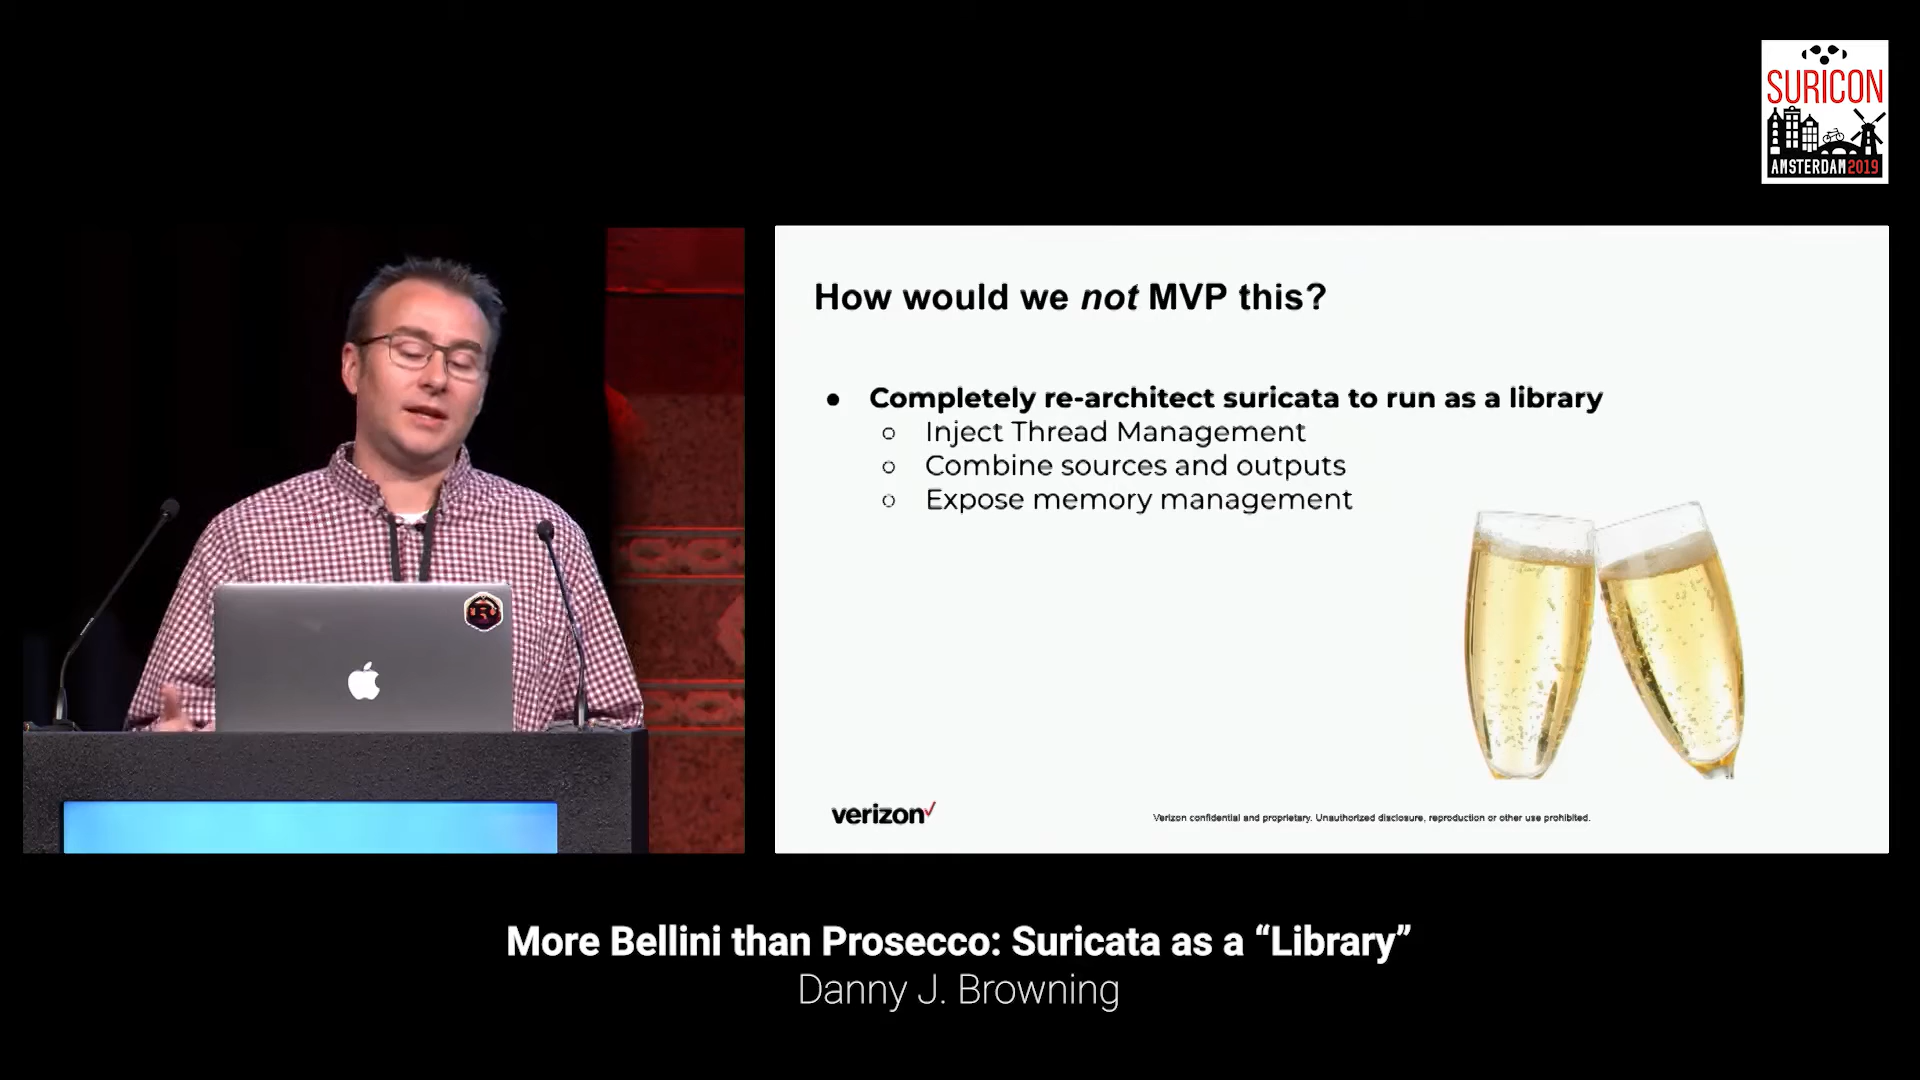 SURICON
AMSTERDAM 2019
How would we not MVP this?
● Completely re-architect suricata to run as a library
○ Inject Thread Management
○ Combine sources and outputs
○ Expose memory management
verizon✓
Verizon confidential and proprietary. Unauthorized disclosure, reproduction or other use prohibited.
More Bellini than Prosecco: Suricata as a “Library”
Danny J. Browning